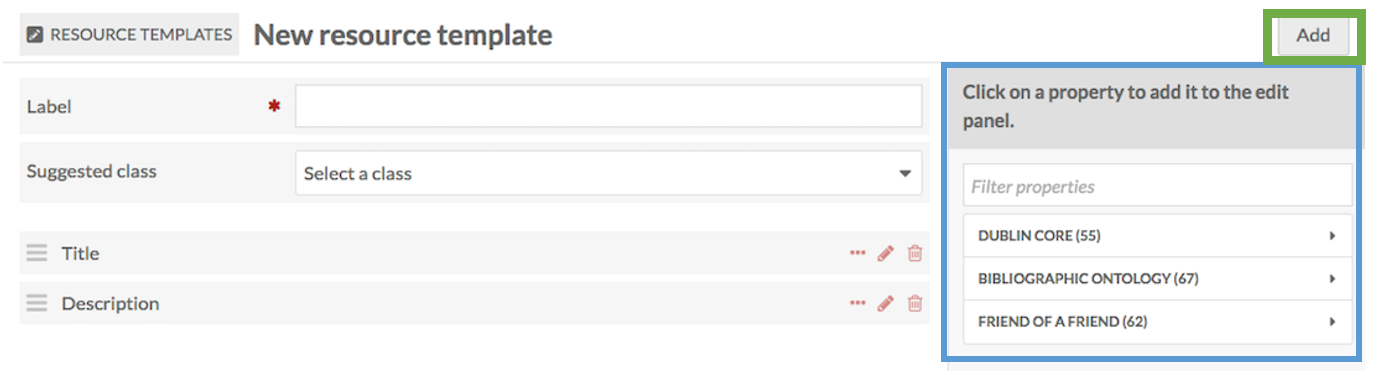 RESOURCE TEMPLATES New resource template Add
Label *
Suggested class Select a class
Title
Description
Click on a property to add it to the edit
panel.
Filter properties
DUBLIN CORE (55)
BIBLIOGRAPHIC ONTOLOGY (67)
FRIEND OF A FRIEND (62)